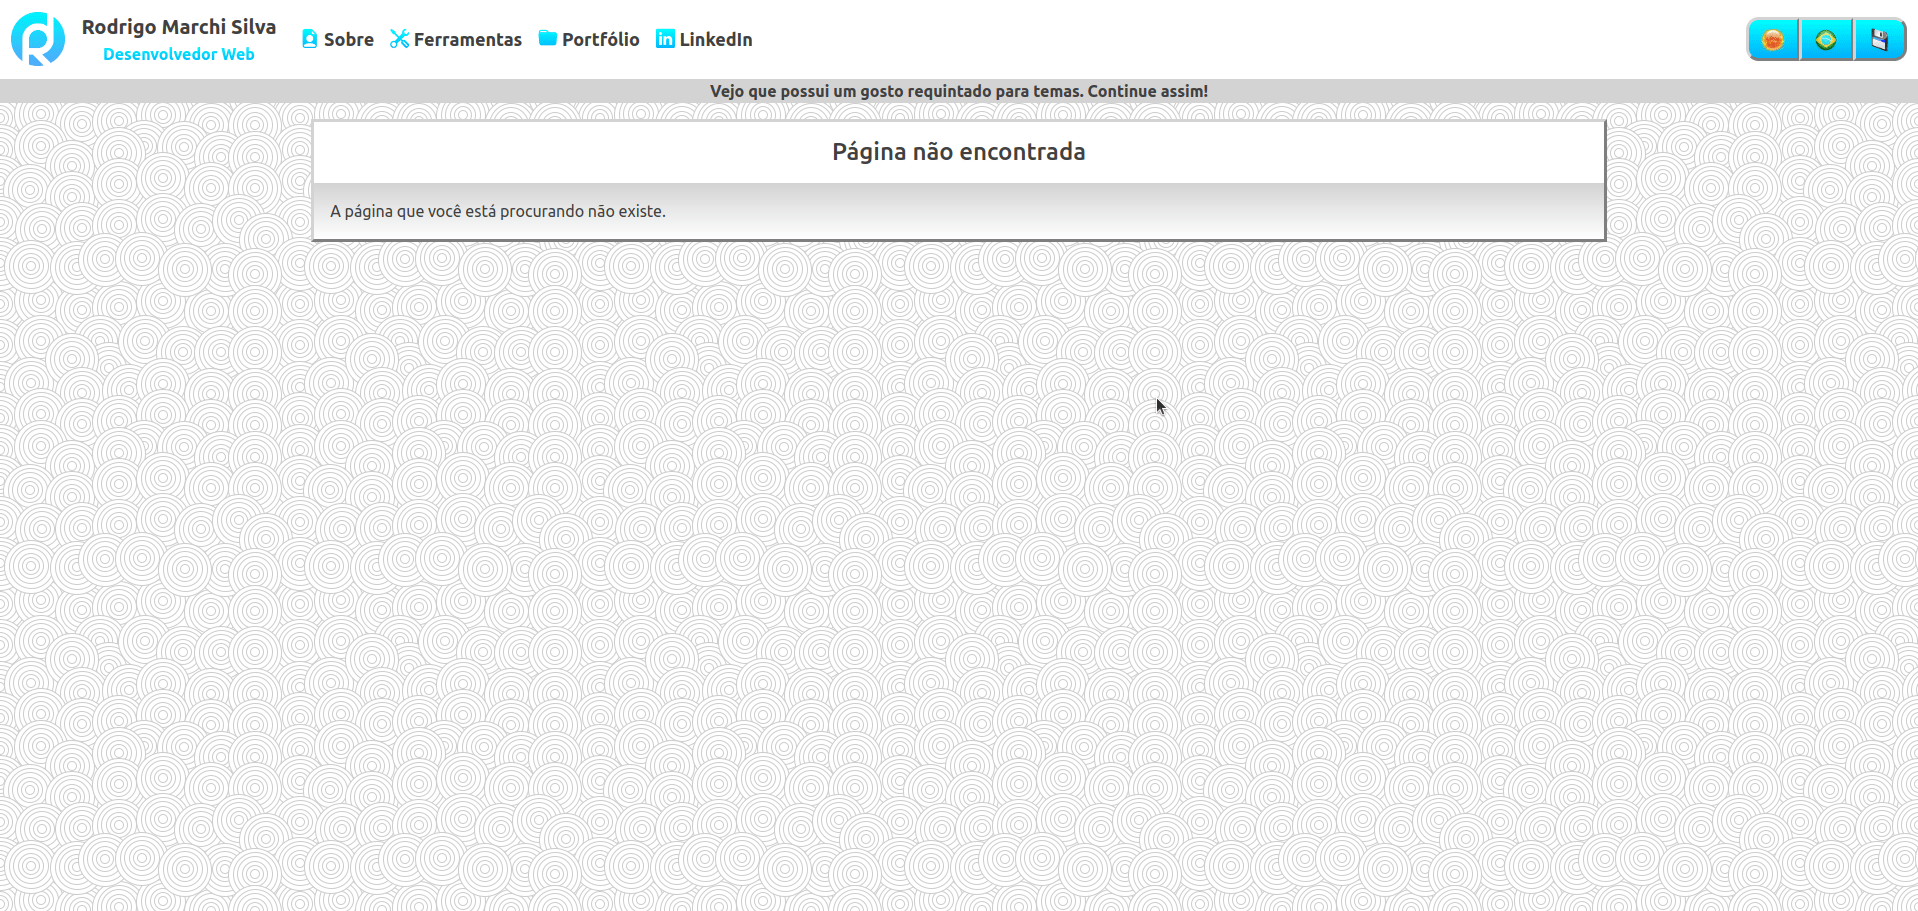 Rodrigo Marchi Silva
Desenvolvedor Web
Sobre
Ferramentas
Portfólio
LinkedIn
Vejo que possui um gosto requintado para temas. Continue assim!
Página não encontrada
A página que você está procurando não existe.